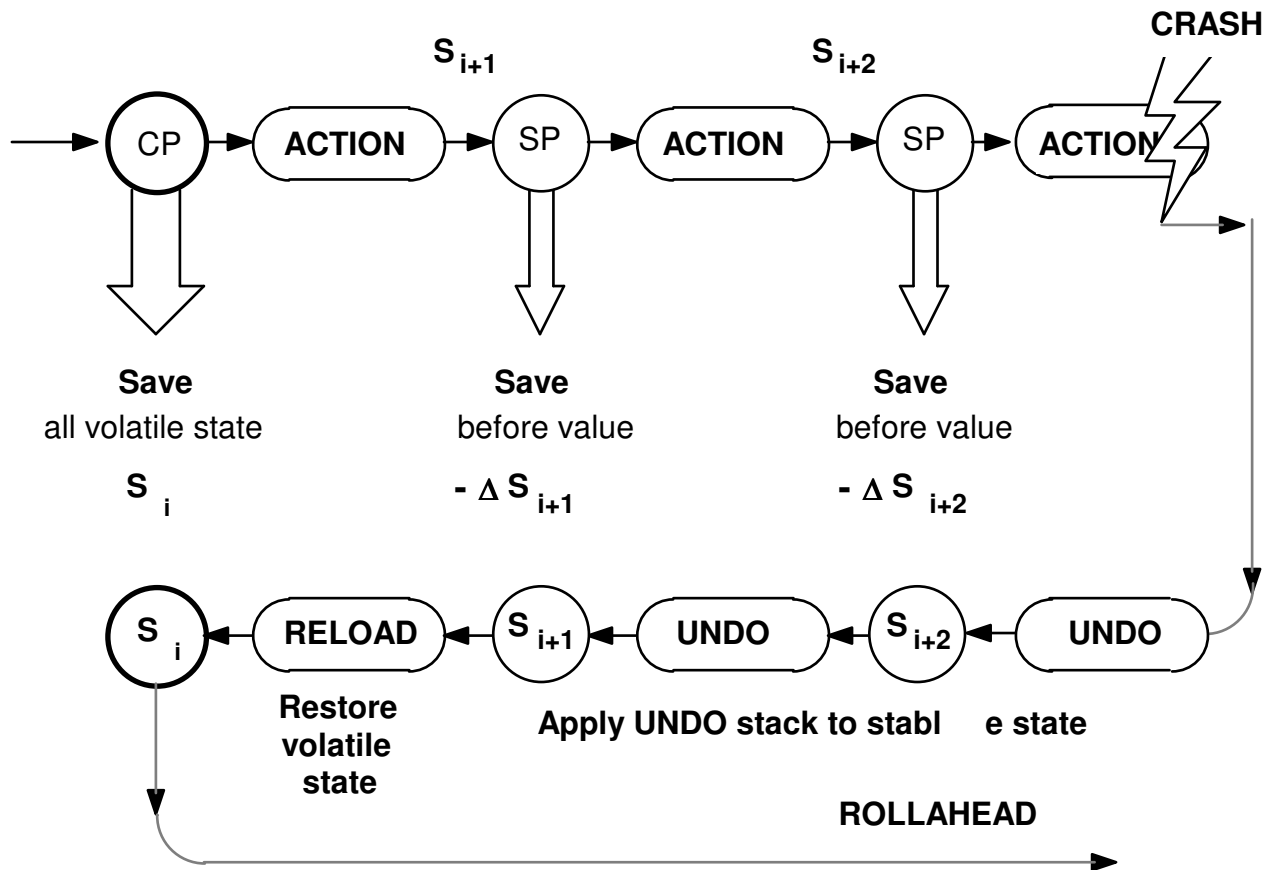 CRASH
S i+1 S i+2
CP ACTION SP ACTION SP ACTION
Save Save Save
all volatile state before value before value
S i - Δ S i+1 - Δ S i+2
S i RELOAD S i+1 UNDO S i+2 UNDO
Restore
volatile
state
Apply UNDO stack to stabl e state
ROLLAHEAD